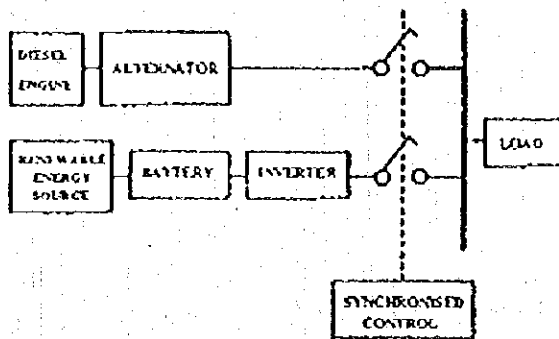 DIESEL
ENGINE
ALTERNATOR
RENEWABLE
ENERGY
SOURCE
BATTERY
INVERTER
LOAD
SYNCHRONISED
CONTROL